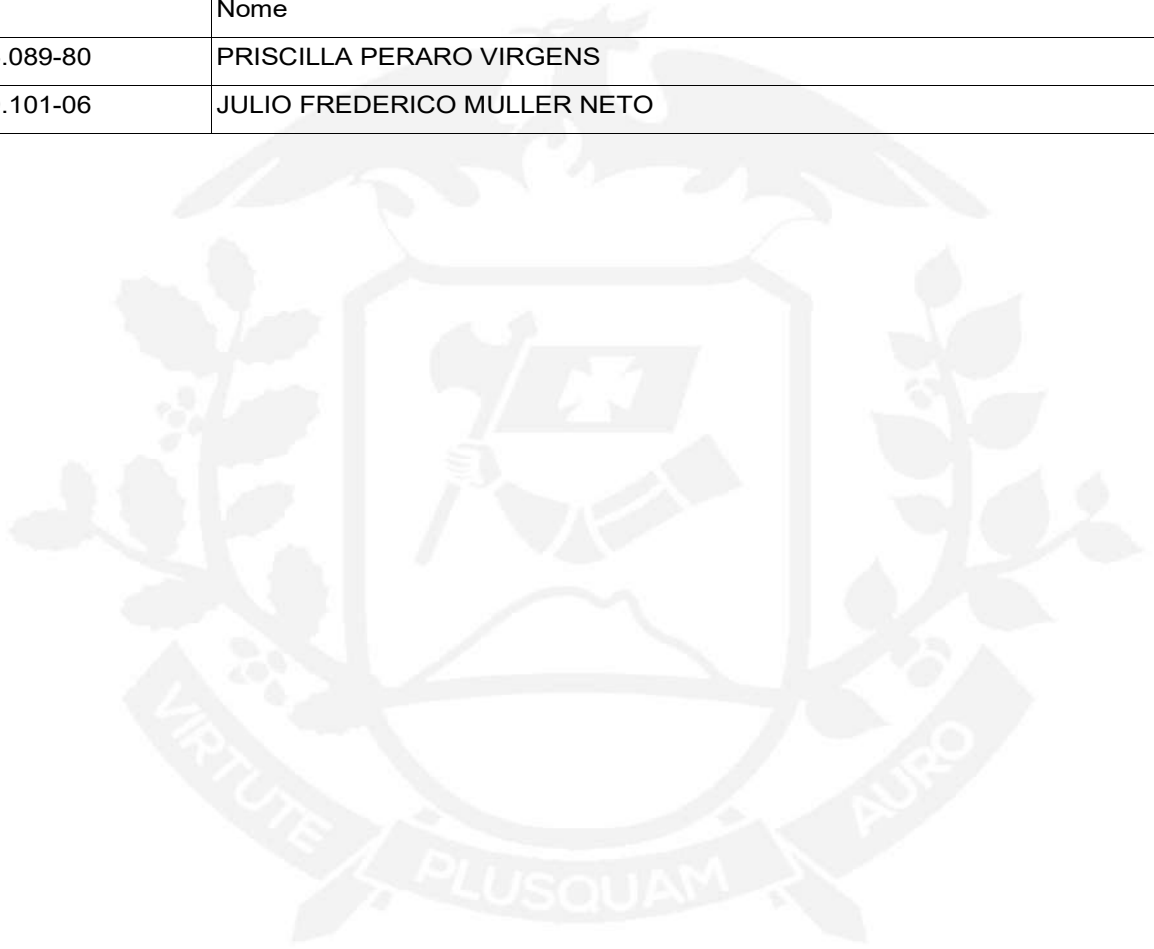 Nome
.089-80 PRISCILLA PERARO VIRGENS
.101-06 JULIO FREDERICO MULLER NETO
VIRTUTE PLUSQUAM AURO